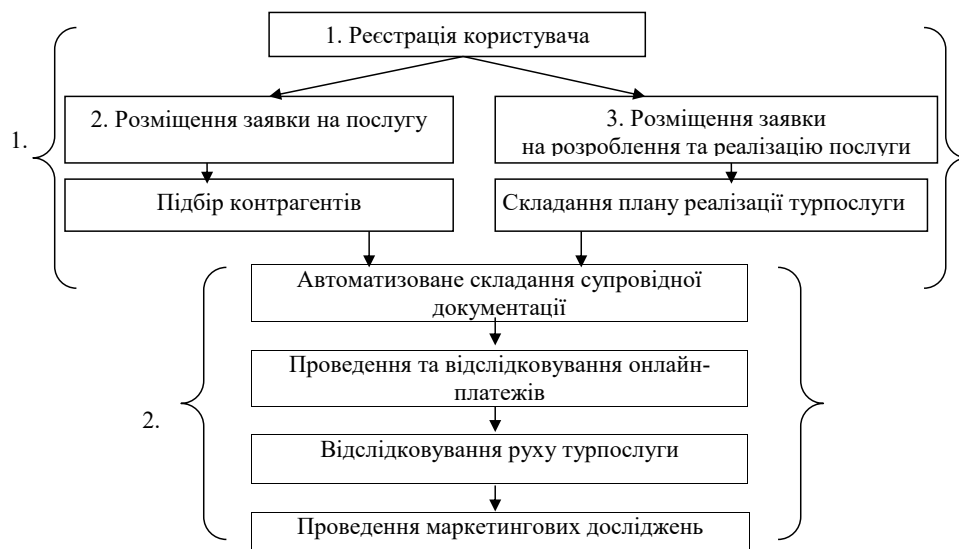 1. Реєстрація користувача
2. Розміщення заявки на послугу
3. Розміщення заявки
на розроблення та реалізацію послуги
1.
Підбір контрагентів
Складання плану реалізації турпослуги
Автоматизоване складання супровідної
документації
Проведення та відслідковування онлайн-
платежів
2.
Відслідковування руху турпослуги
Проведення маркетингових досліджень